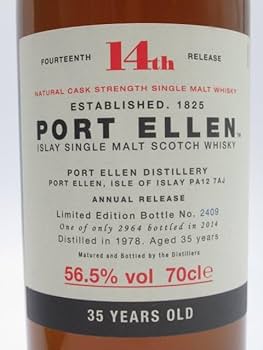 FOURTEENTH 14th RELEASE
NATURAL CASK STRENGTH SINGLE MALT WHISKY
ESTABLISHED. 1825
PORT ELLEN™
ISLAY SINGLE MALT SCOTCH WHISKY
PORT ELLEN DISTILLERY
PORT ELLEN, ISLE OF ISLAY PA12 7AJ
ANNUAL RELEASE
Limited Edition Bottle No. 2409
One of only 2964 bottled in 2014
Distilled in 1978. Aged 35 years
Matured and Bottled by the Distillers
56.5% vol 70cl e
35 YEARS OLD